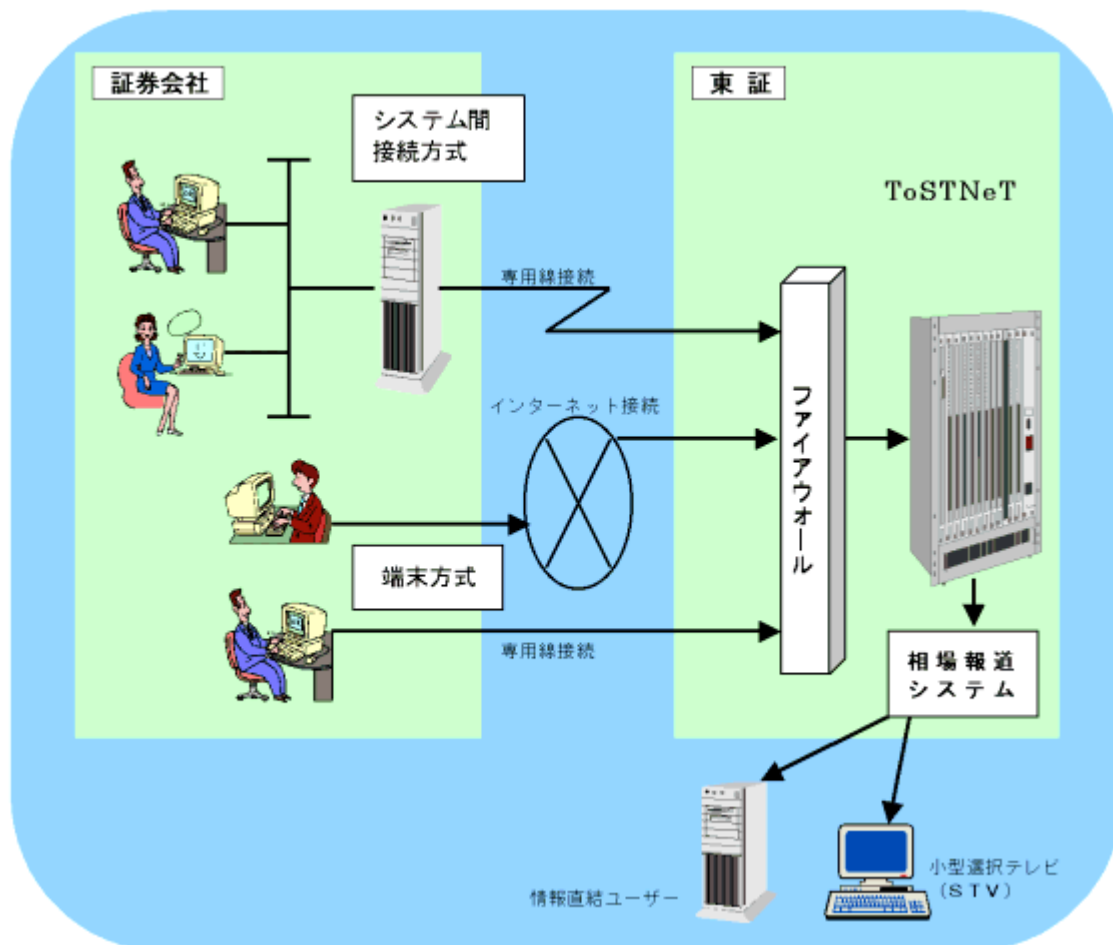 証券会社
東 証
システム間
接続方式
ToSTNeT
専用線接続
インターネット接続
ファイアウオール
端末方式
専用線接続
相場報道
システム
情報直結ユーザー
小型選択テレビ
(STV)